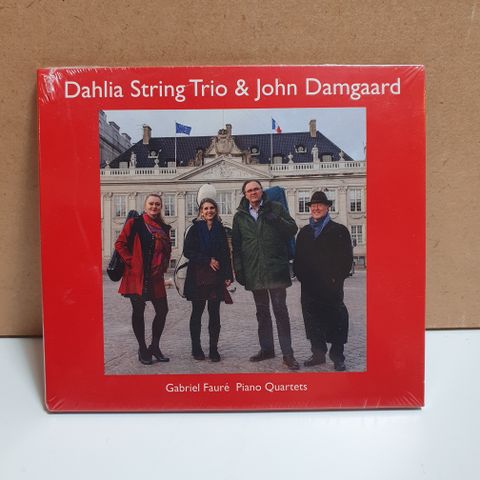 Dahlia String Trio & John Damgaard
Gabriel Fauré Piano Quartets